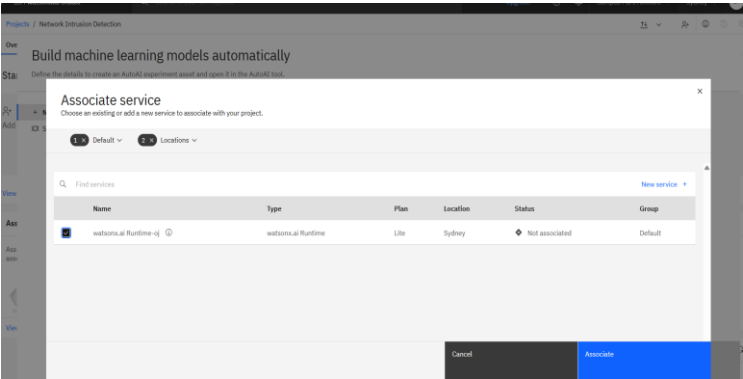 Projects / Network Intrusion Detection
Build machine learning models automatically
Define the details to create an AutoAI experiment asset and open it in the AutoAI tool.
Associate service
Choose an existing or add a new service to associate with your project.
1 × Default
2 × Locations
Find services
New service +
Name Type Plan Location Status Group
watsonx.ai Runtime-oj watsonx.ai Runtime Lite Sydney Not associated Default
Add
View
Cancel Associate